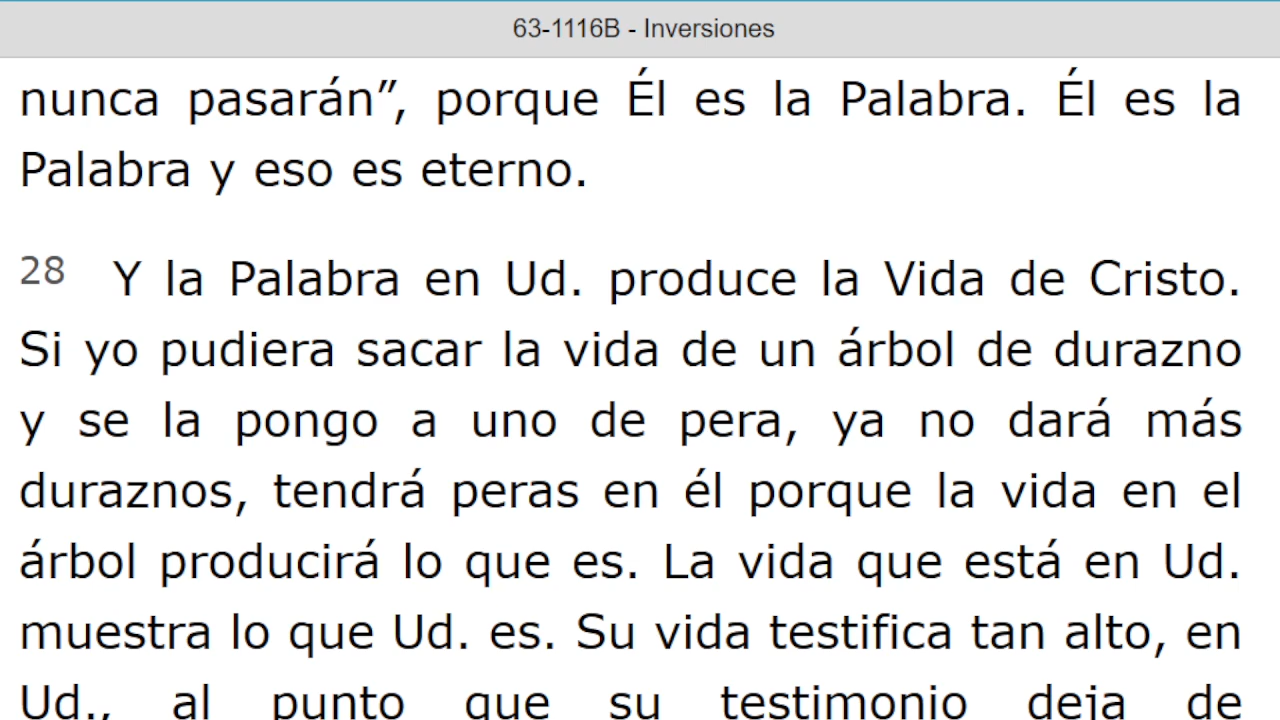 63-1116B - Inversiones
nunca pasarán”, porque Él es la Palabra. Él es la
Palabra y eso es eterno.
28 Y la Palabra en Ud. produce la Vida de Cristo.
Si yo pudiera sacar la vida de un árbol de durazno
y se la pongo a uno de pera, ya no dará más
duraznos, tendrá peras en él porque la vida en el
árbol producirá lo que es. La vida que está en Ud.
muestra lo que Ud. es. Su vida testifica tan alto, en
Ud., al punto que su testimonio deja de